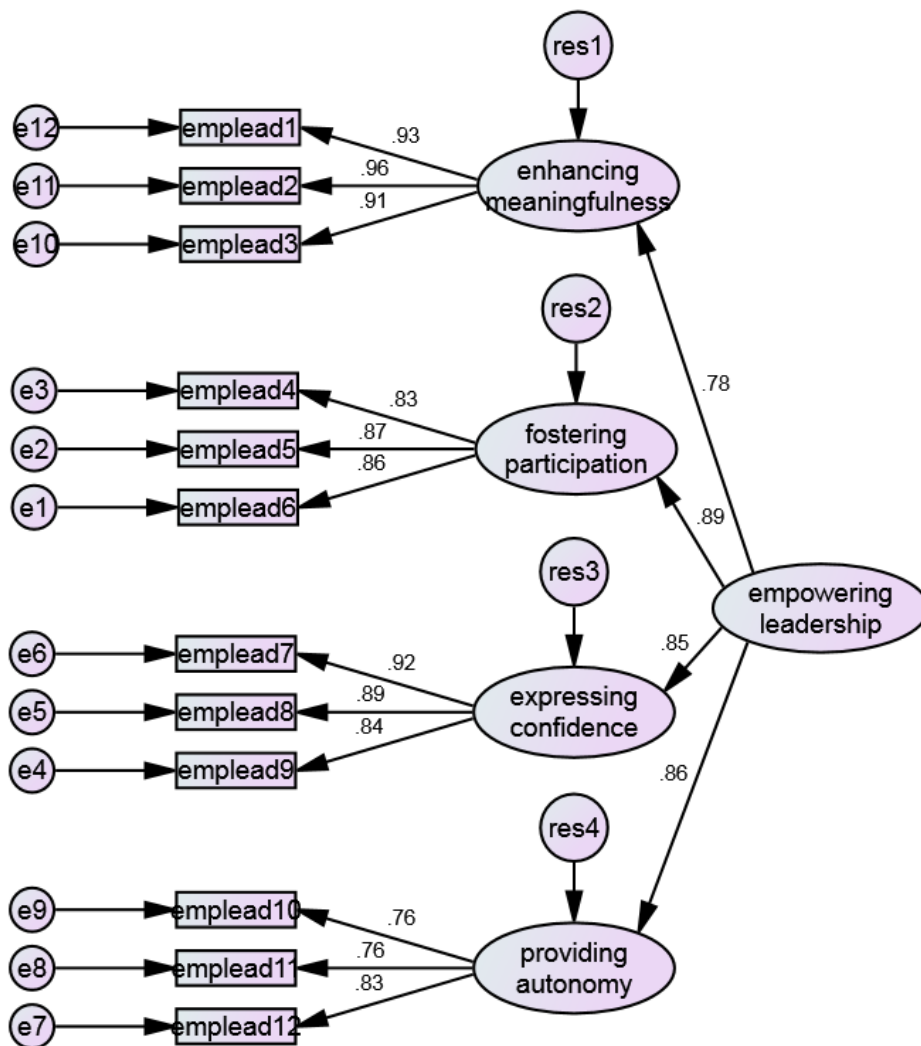 res1
e12
emplead1
.93
enhancing
meaningfulness
e11
emplead2
.96
e10
emplead3
.91
res2
.78
e3
emplead4
.83
fostering
participation
e2
emplead5
.87
e1
emplead6
.86
.89
res3
empowering
leadership
e6
emplead7
.92
.85
expressing
confidence
e5
emplead8
.89
e4
emplead9
.84
.86
res4
e9
emplead10
.76
providing
autonomy
e8
emplead11
.76
e7
emplead12
.83